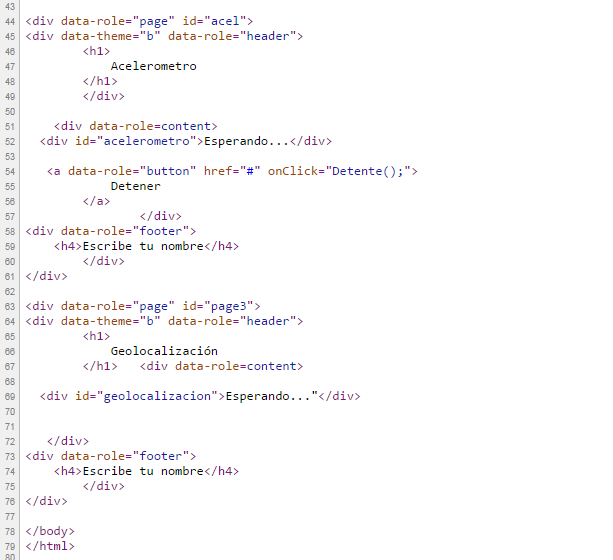 43
44 <div data-role="page" id="acel">
45 <div data-theme="b" data-role="header">
46 <h1>
47 Acelerometro
48 </h1>
49 </div>
50
51 <div data-role=content>
52 <div id="acelerometro">Esperando...</div>
53
54 <a data-role="button" href="#" onClick="Detente();">
55 Detener
56 </a>
57 </div>
58 <div data-role="footer">
59 <h4>Escribe tu nombre</h4>
60 </div>
61 </div>
62
63 <div data-role="page" id="page3">
64 <div data-theme="b" data-role="header">
65 <h1>
66 Geolocalización
67 </h1> <div data-role=content>
68
69 <div id="geolocalizacion">Esperando..."</div>
70
71
72 </div>
73 <div data-role="footer">
74 <h4>Escribe tu nombre</h4>
75 </div>
76 </div>
77
78 </body>
79 </html>
80